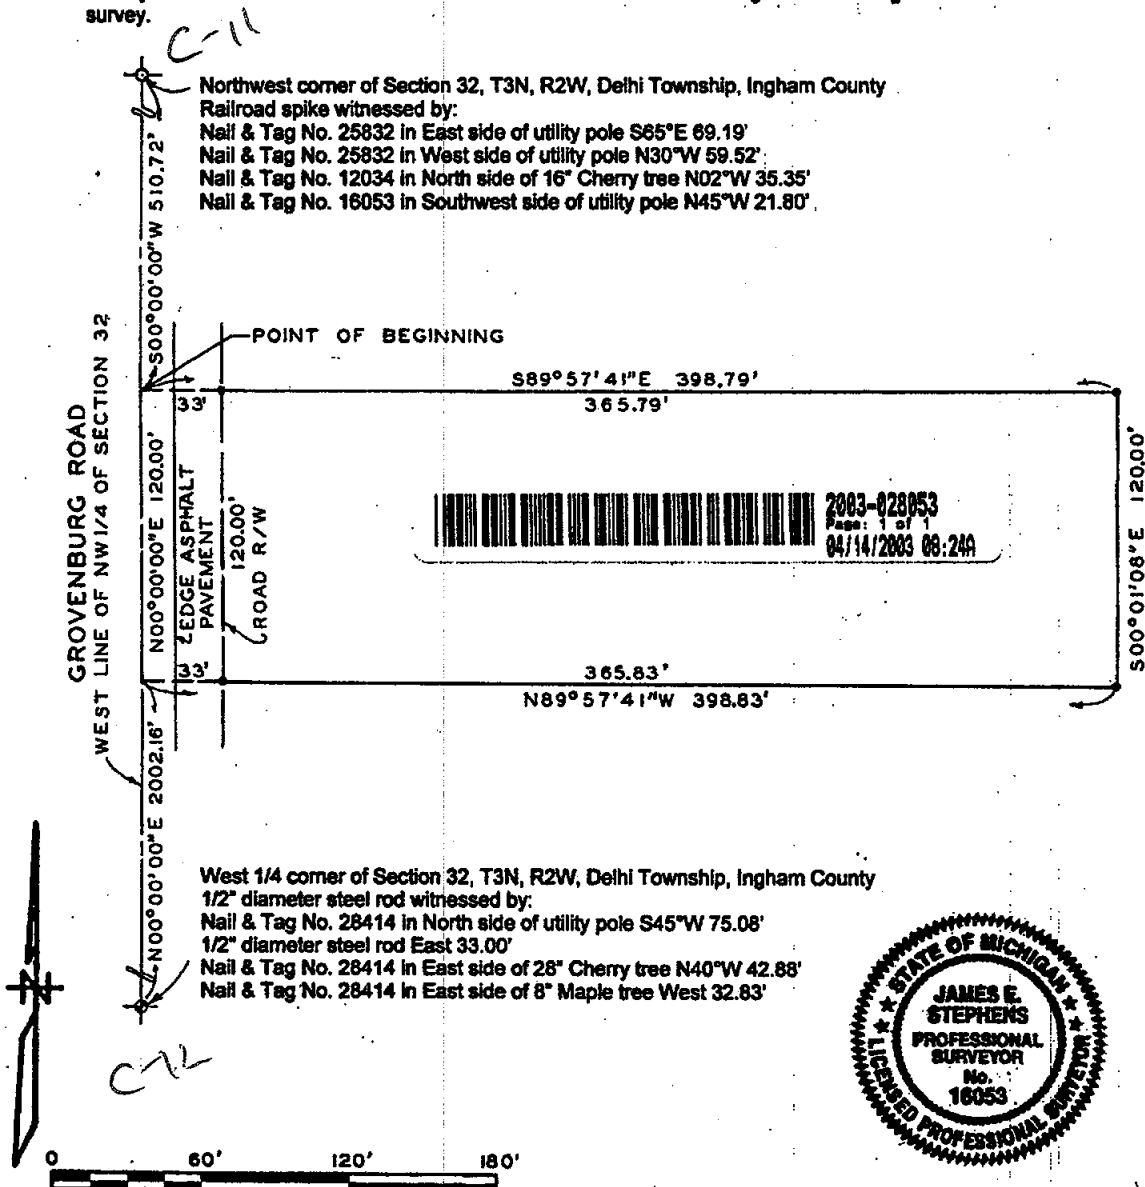 survey.
C-11
Northwest corner of Section 32, T3N, R2W, Delhi Township, Ingham County
Railroad spike witnessed by:
Nail & Tag No. 25832 in East side of utility pole S65°E 69.19'
Nail & Tag No. 25832 in West side of utility pole N30°W 59.52'
Nail & Tag No. 12034 in North side of 16" Cherry tree N02°W 35.35'
Nail & Tag No. 16053 in Southwest side of utility pole N45°W 21.80'
S00°00'00"W 510.72'
POINT OF BEGINNING
S89°57'41"E 398.79'
33'
365.79'
GROVENBURG ROAD
WEST LINE OF NW1/4 OF SECTION 32
N00°00'00"E 120.00'
EDGE ASPHALT
PAVEMENT
120.00'
ROAD R/W
2003-028053
Page: 1 of 1
04/14/2003 08:24A
S00°01'08"E 120.00'
33'
365.83'
N89°57'41"W 398.83'
N00°00'00"E 2002.16'
West 1/4 corner of Section 32, T3N, R2W, Delhi Township, Ingham County
1/2" diameter steel rod witnessed by:
Nail & Tag No. 28414 in North side of utility pole S45°W 75.08'
1/2" diameter steel rod East 33.00'
Nail & Tag No. 28414 in East side of 28" Cherry tree N40°W 42.88'
Nail & Tag No. 28414 in East side of 8" Maple tree West 32.83'
N
C-12
STATE OF MICHIGAN
JAMES E.
STEPHENS
PROFESSIONAL
SURVEYOR
No.
16053
LICENSED PROFESSIONAL SURVEYOR
0 60' 120' 180'